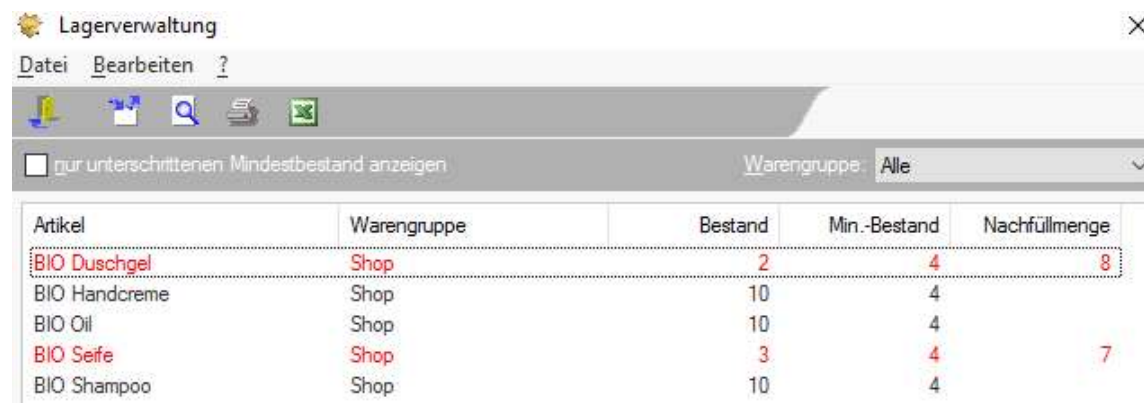 Lagerverwaltung
Datei Bearbeiten ?
nur unterschrittenen Mindestbestand anzeigen Warengruppe: Alle
Artikel Warengruppe Bestand Min.-Bestand Nachfüllmenge
BIO Duschgel Shop 2 4 8
BIO Handcreme Shop 10 4
BIO Oil Shop 10 4
BIO Seife Shop 3 4 7
BIO Shampoo Shop 10 4